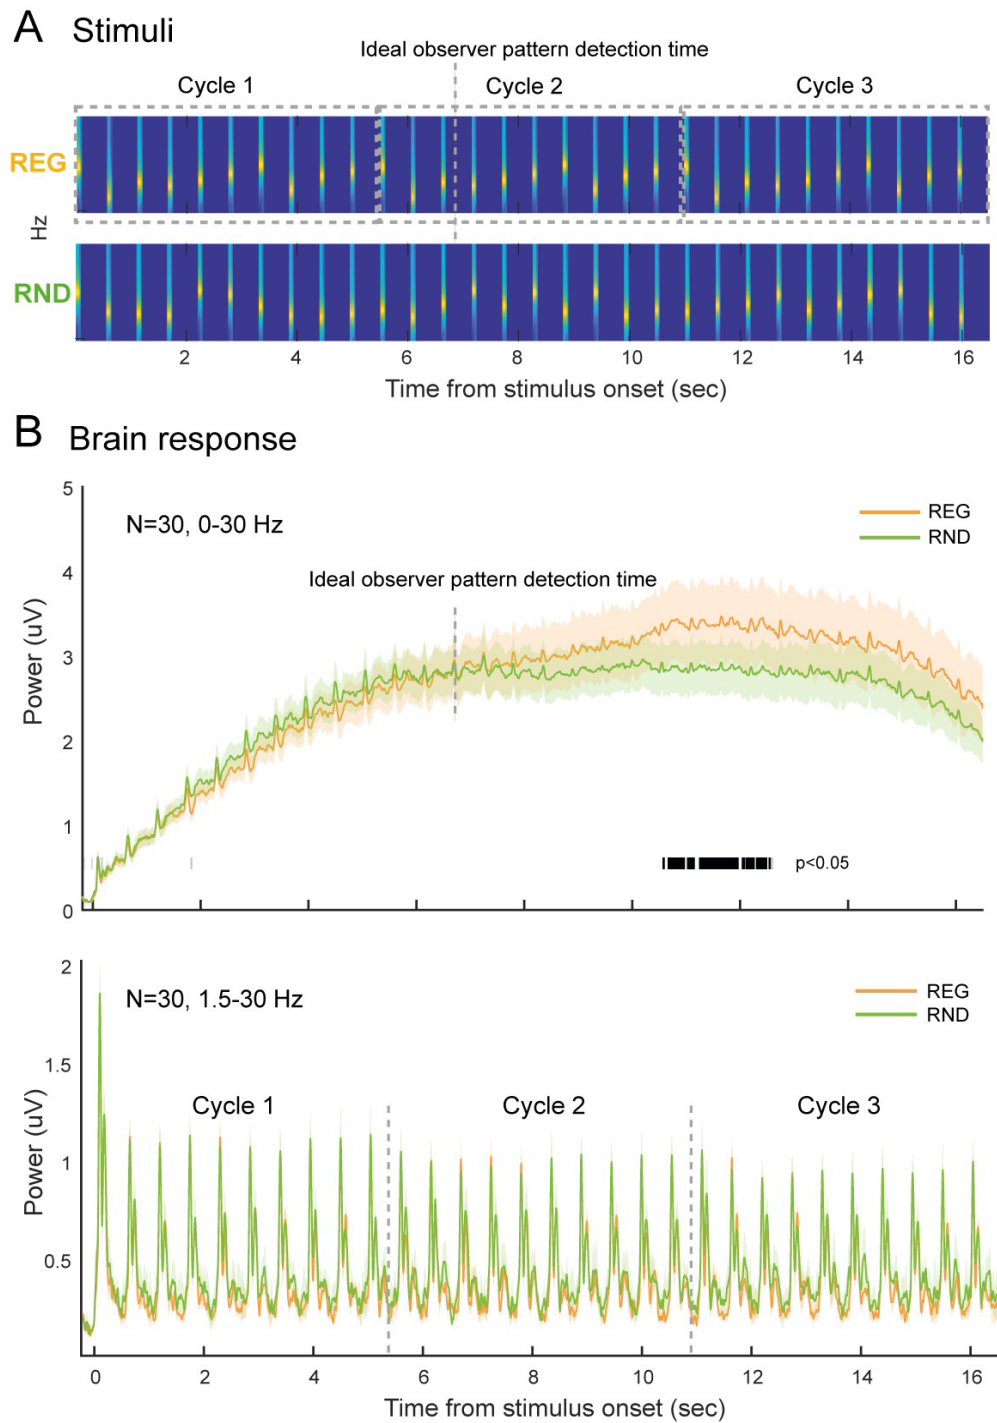 A Stimuli
Ideal observer pattern detection time
Cycle 1 Cycle 2 Cycle 3
REG
Hz
RND
2 4 6 8 10 12 14 16
Time from stimulus onset (sec)
B Brain response
5
N=30, 0-30 Hz
REG
RND
4
Ideal observer pattern detection time
3
Power (uV)
2
1
p<0.05
0
2
N=30, 1.5-30 Hz
REG
RND
1.5
Cycle 1 Cycle 2 Cycle 3
Power (uV)
1
0.5
0 2 4 6 8 10 12 14 16
Time from stimulus onset (sec)